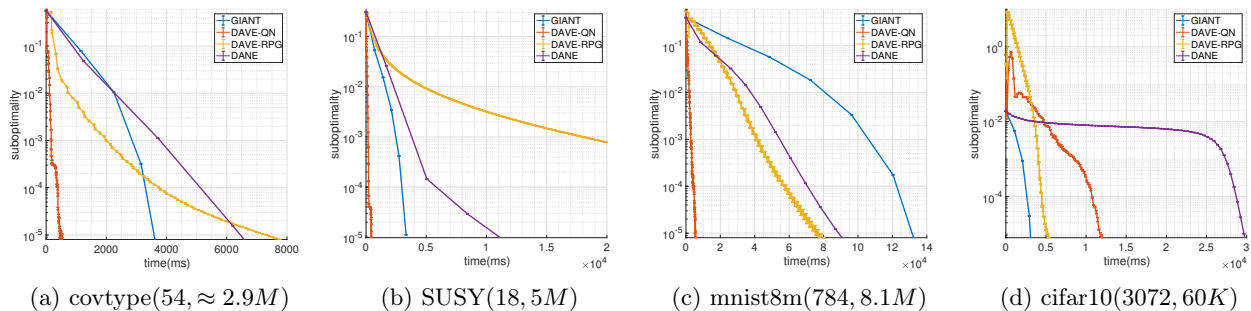 GIANT
DAVE-QN
DAVE-RPG
DANE
suboptimality
10^-1
10^-2
10^-3
10^-4
10^-5
0 2000 4000 6000 8000
time(ms)
(a) covtype(54, ≈ 2.9M)
GIANT
DAVE-QN
DAVE-RPG
DANE
suboptimality
10^-1
10^-2
10^-3
10^-4
10^-5
0 0.5 1 1.5 2
×10^4
time(ms)
(b) SUSY(18, 5M)
GIANT
DAVE-QN
DAVE-RPG
DANE
suboptimality
10^-1
10^-2
10^-3
10^-4
10^-5
0 2 4 6 8 10 12 14
×10^4
time(ms)
(c) mnist8m(784, 8.1M)
GIANT
DAVE-QN
DAVE-RPG
DANE
suboptimality
10^0
10^-2
10^-4
0 0.5 1.0 1.5 20 25 30
×10^4
time(ms)
(d) cifar10(3072, 60K)